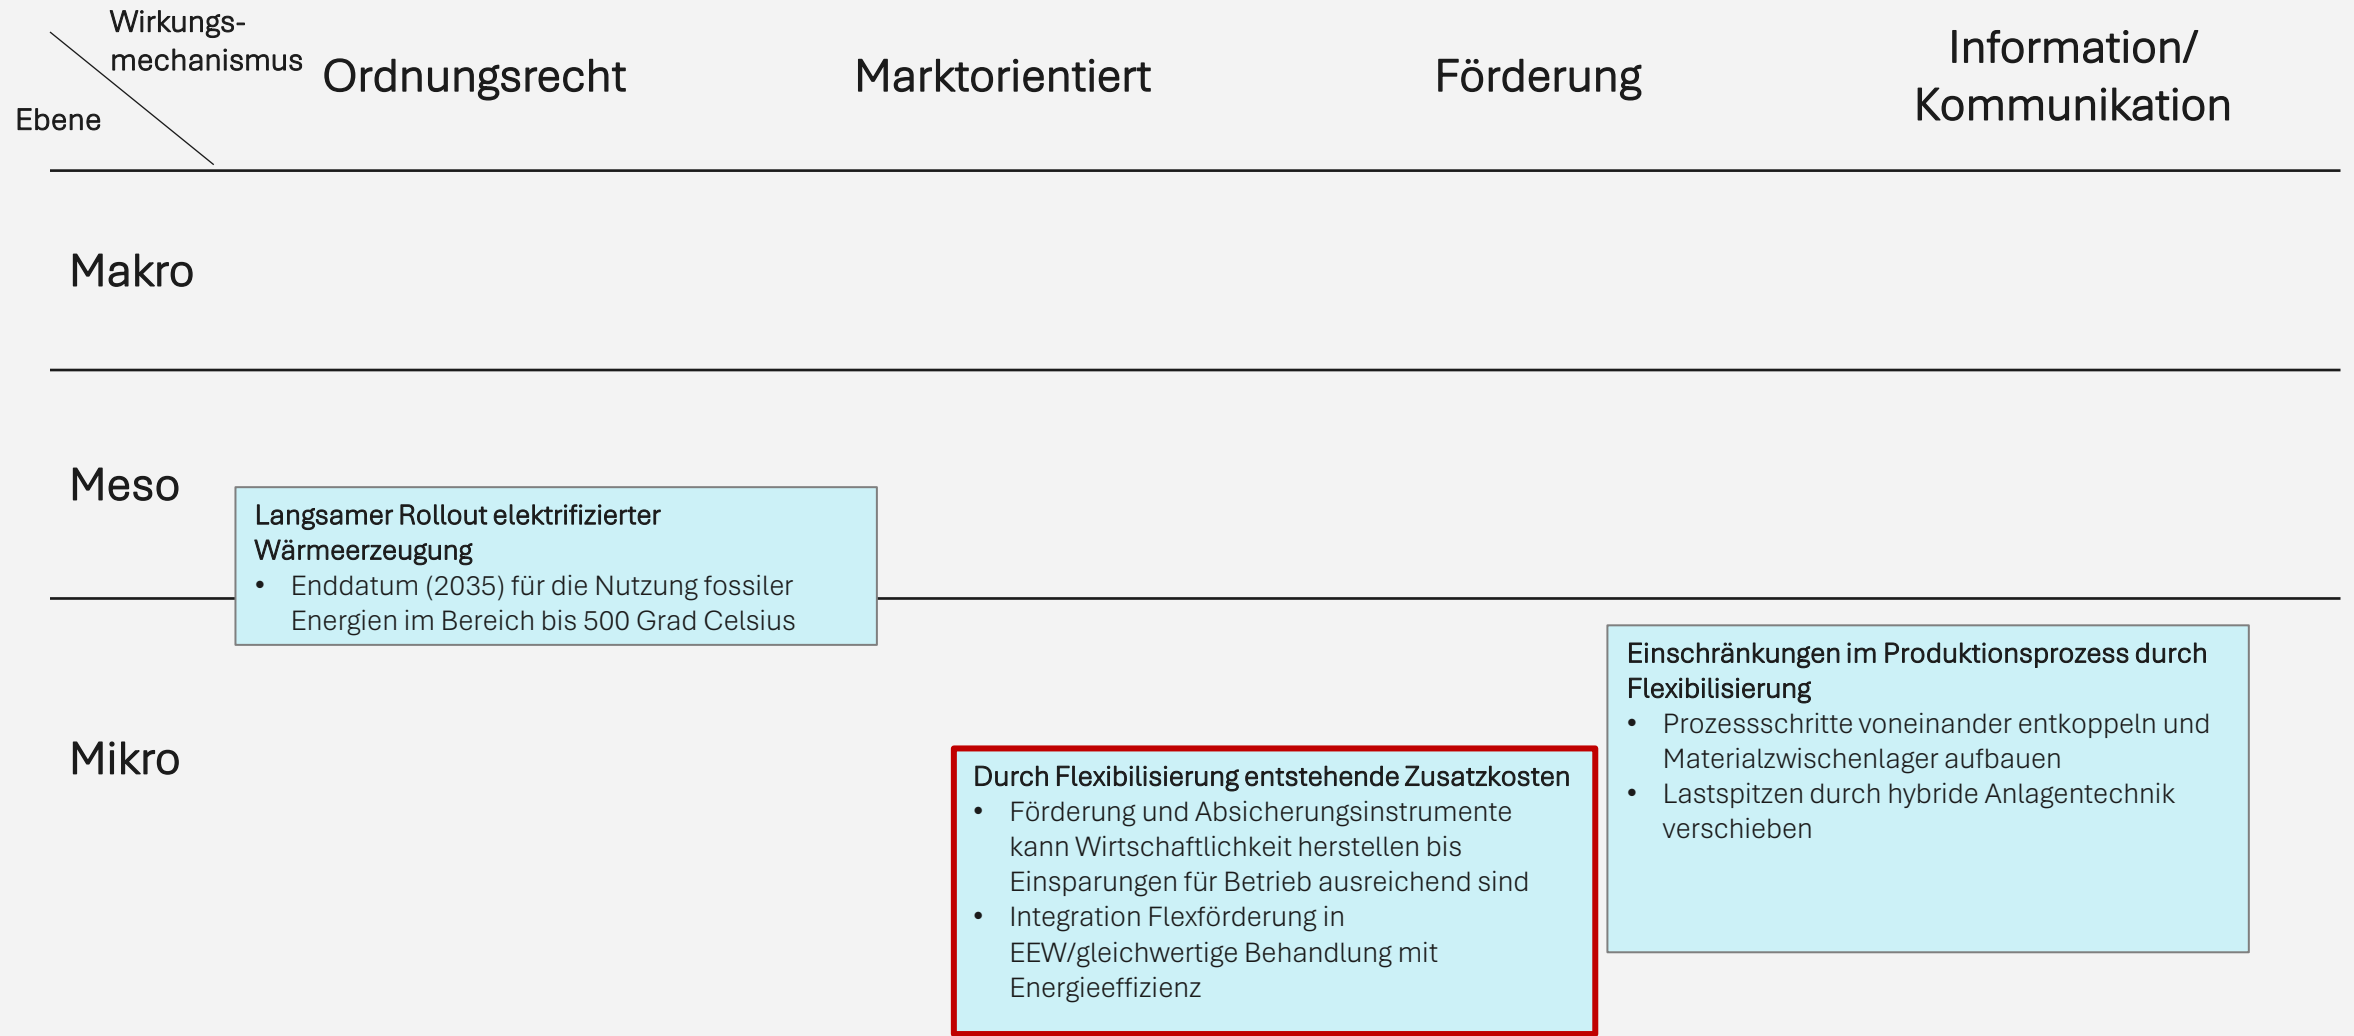 Wirkungs-
mechanismus
Ebene
Ordnungsrecht
Marktorientiert
Förderung
Information/
Kommunikation
Makro
Meso
Langsamer Rollout elektrifizierter
Wärmeerzeugung
• Enddatum (2035) für die Nutzung fossiler
Energien im Bereich bis 500 Grad Celsius
Mikro
Durch Flexibilisierung entstehende Zusatzkosten
• Förderung und Absicherungsinstrumente
kann Wirtschaftlichkeit herstellen bis
Einsparungen für Betrieb ausreichend sind
• Integration Flexförderung in
EEW/gleichwertige Behandlung mit
Energieeffizienz
Einschränkungen im Produktionsprozess durch
Flexibilisierung
• Prozessschritte voneinander entkoppeln und
Materialzwischenlager aufbauen
• Lastspitzen durch hybride Anlagentechnik
verschieben